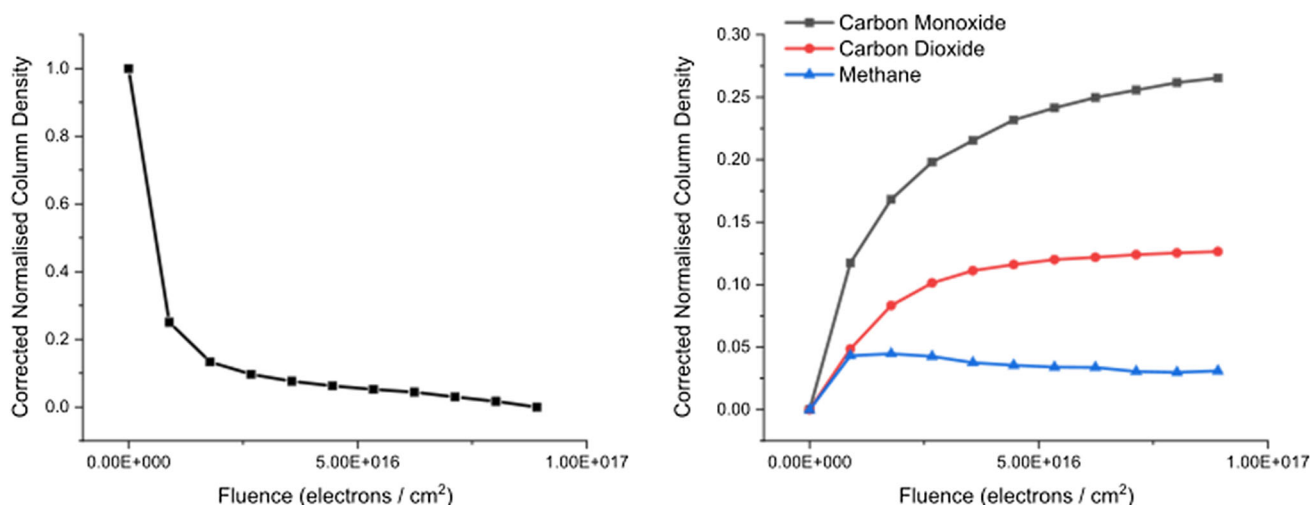 Corrected Normalised Column Density
1.0
0.8
0.6
0.4
0.2
0.0
0.00E+000
5.00E+016
1.00E+017
Fluence (electrons / cm²)
Carbon Monoxide
Carbon Dioxide
Methane
Corrected Normalised Column Density
0.30
0.25
0.20
0.15
0.10
0.05
0.00
0.00E+000
5.00E+016
1.00E+017
Fluence (electrons / cm²)